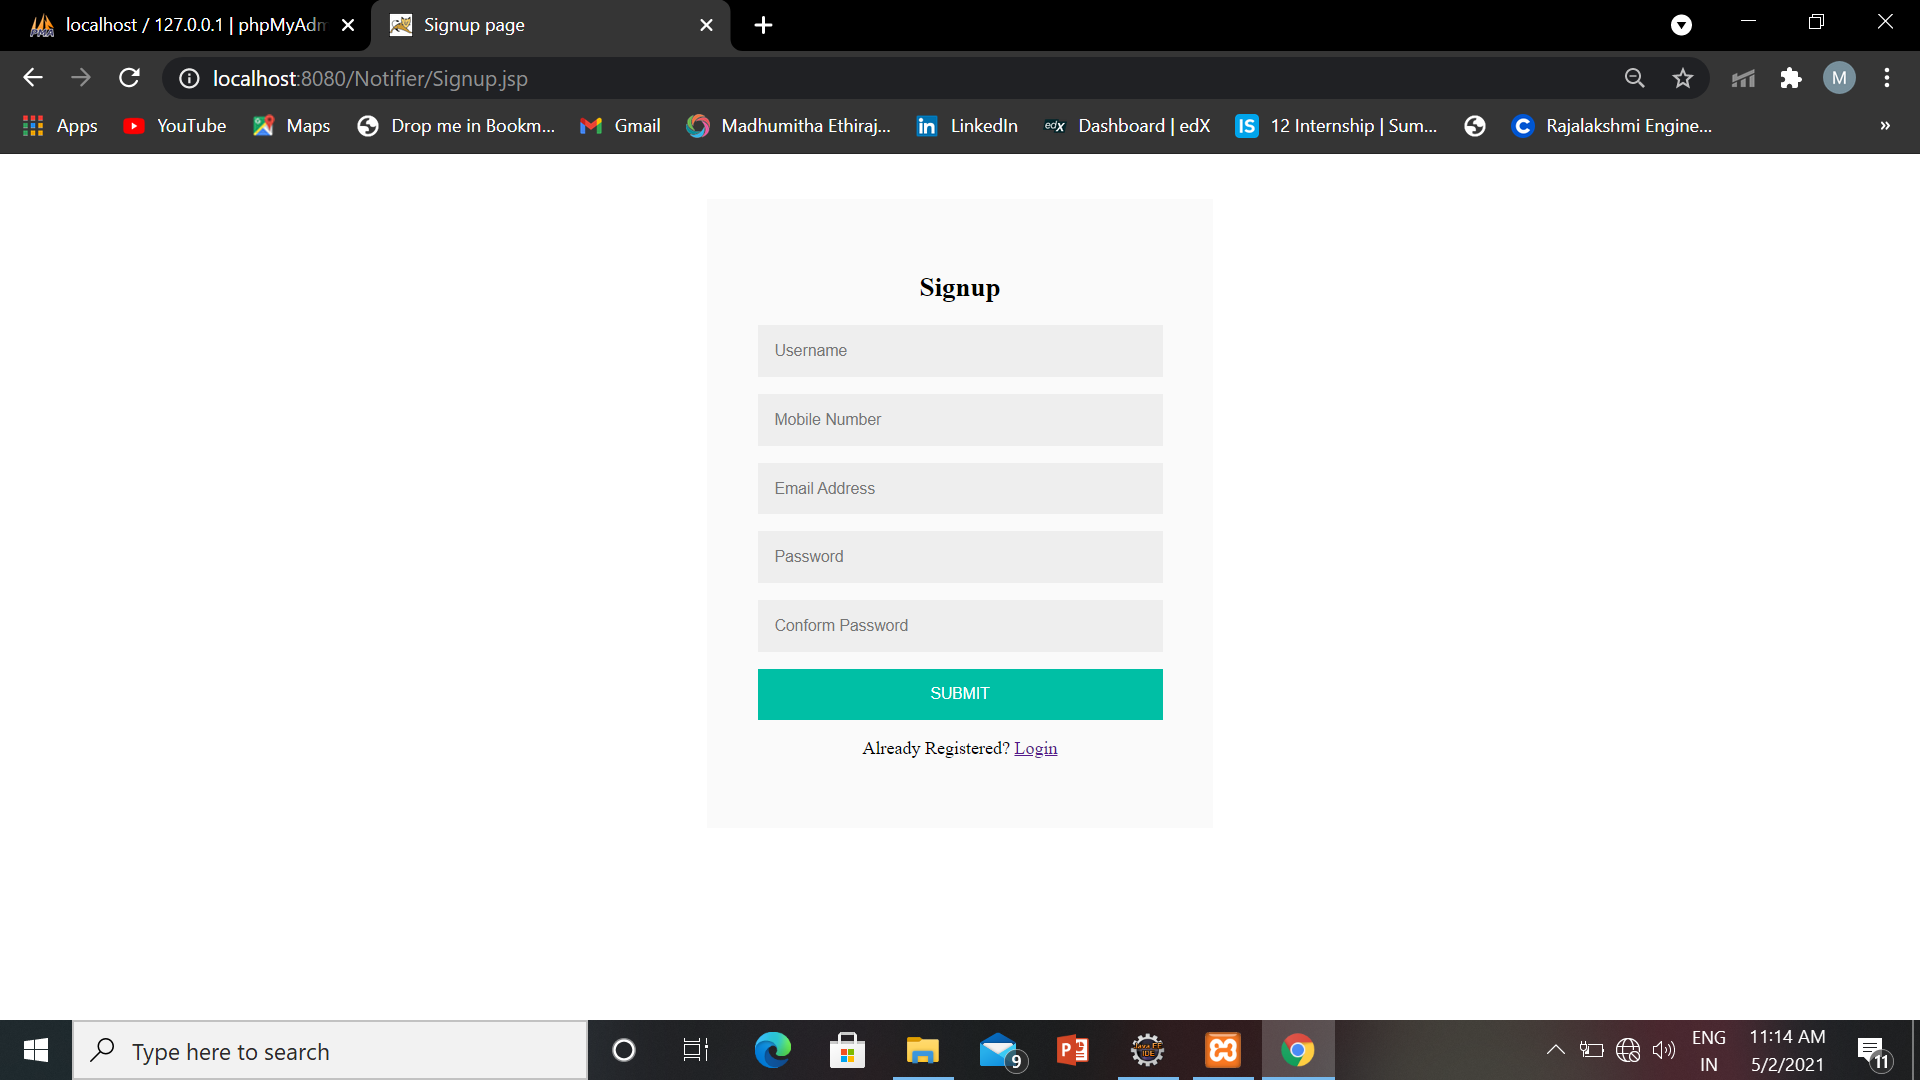 localhost / 127.0.0.1 | phpMyAdm
Signup page
localhost:8080/Notifier/Signup.jsp
M
Apps
YouTube
Maps
Drop me in Bookm...
Gmail
Madhumitha Ethiraj...
in
LinkedIn
edX
Dashboard | edX
IS
12 Internship | Sum...
C
Rajalakshmi Engine...
»
Signup
Username
Mobile Number
Email Address
Password
Conform Password
SUBMIT
Already Registered? Login
Type here to search
9
ENG
IN
11:14 AM
5/2/2021
11